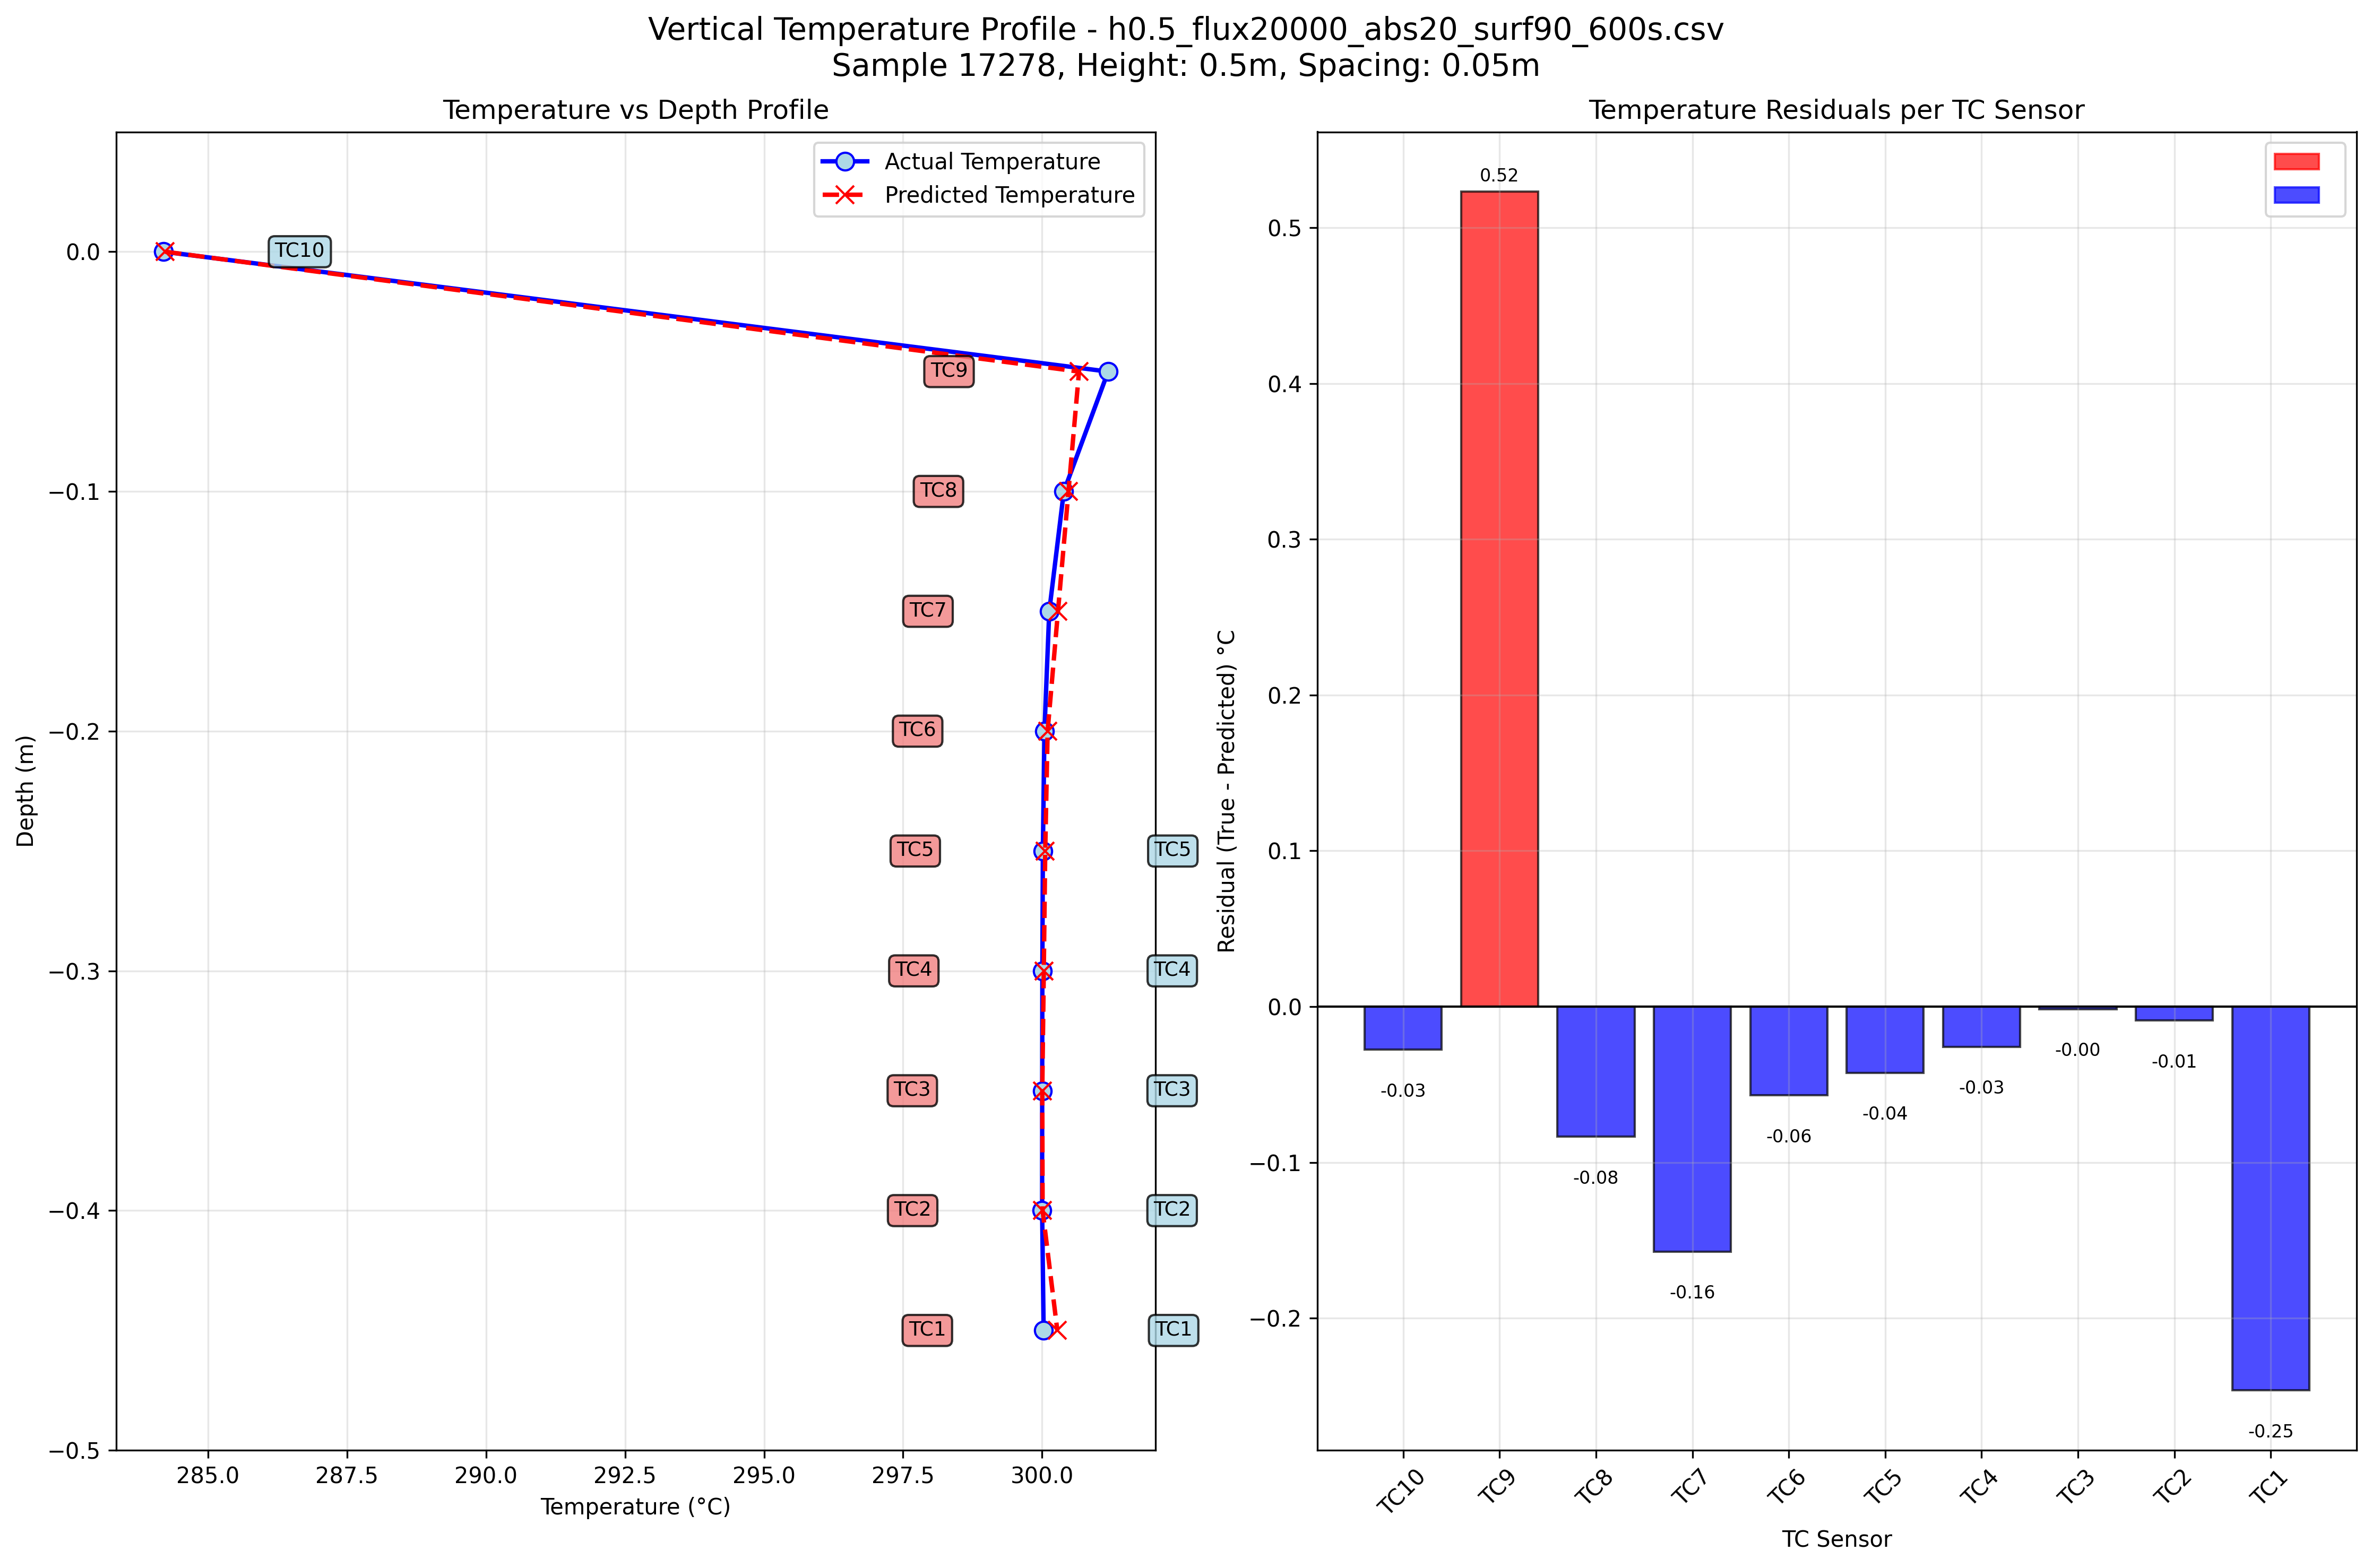 Vertical Temperature Profile - h0.5_flux20000_abs20_surf90_600s.csv
Sample 17278, Height: 0.5m, Spacing: 0.05m
Temperature vs Depth Profile
Actual Temperature
Predicted Temperature
TC10
TC9
TC8
TC7
TC6
TC5
TC5
TC4
TC4
TC3
TC3
TC2
TC2
TC1
TC1
0.0
−0.1
−0.2
−0.3
−0.4
−0.5
Depth (m)
285.0 287.5 290.0 292.5 295.0 297.5 300.0
Temperature (°C)
Temperature Residuals per TC Sensor
0.52
-0.03
-0.08
-0.16
-0.06
-0.04
-0.03
-0.00
-0.01
-0.25
0.5
0.4
0.3
0.2
0.1
0.0
−0.1
−0.2
Residual (True - Predicted) °C
TC10 TC9 TC8 TC7 TC6 TC5 TC4 TC3 TC2 TC1
TC Sensor